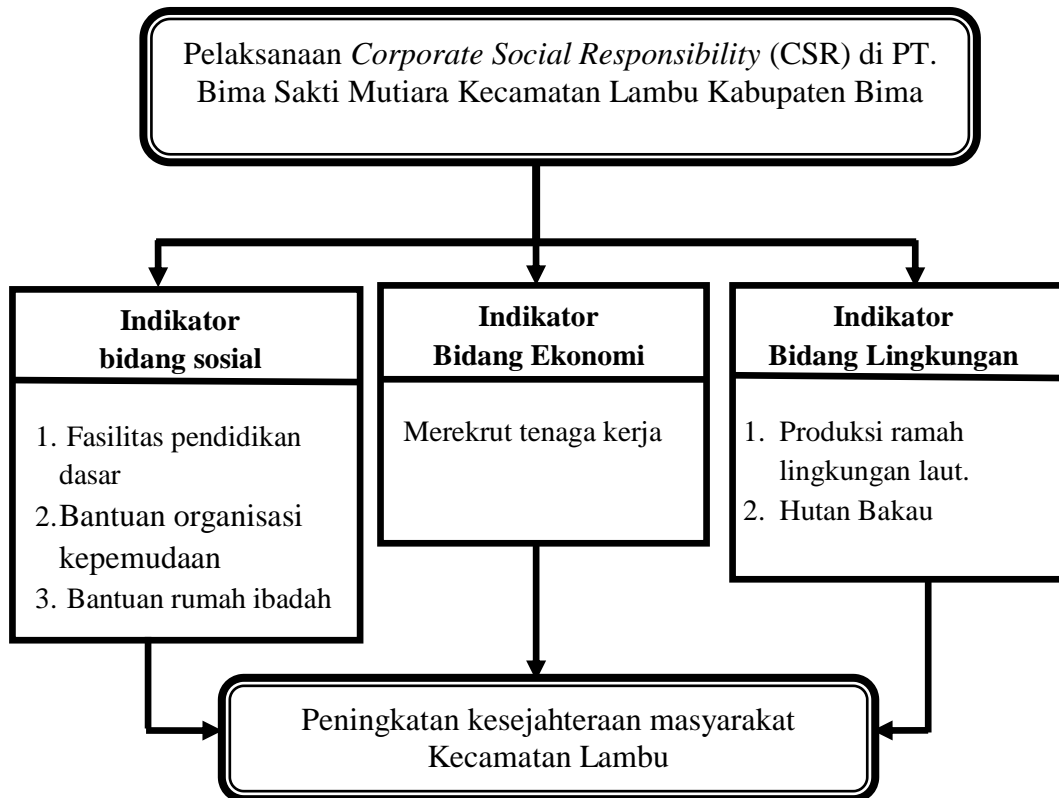 Pelaksanaan Corporate Social Responsibility (CSR) di PT.
Bima Sakti Mutiara Kecamatan Lambu Kabupaten Bima
Indikator
bidang sosial
1. Fasilitas pendidikan
dasar
2.Bantuan organisasi
kepemudaan
3. Bantuan rumah ibadah
Indikator
Bidang Ekonomi
Merekrut tenaga kerja
Indikator
Bidang Lingkungan
1. Produksi ramah
lingkungan laut.
2. Hutan Bakau
Peningkatan kesejahteraan masyarakat
Kecamatan Lambu